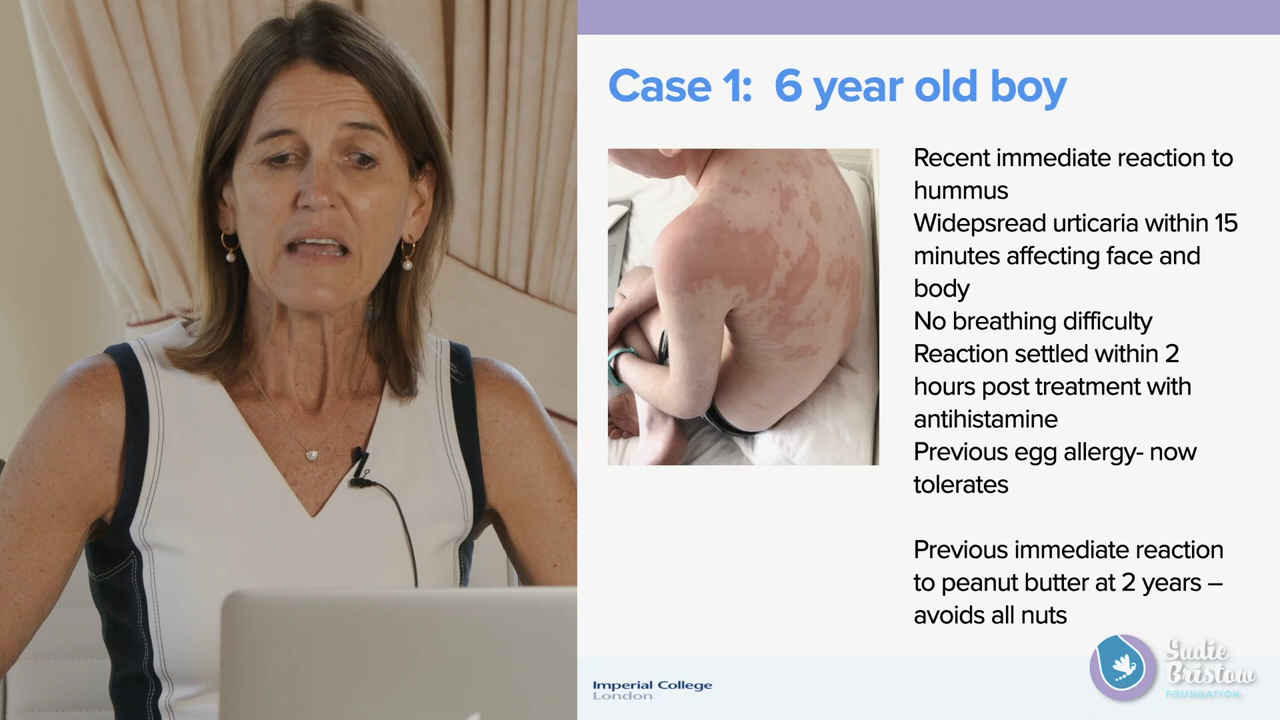 Case 1: 6 year old boy
Recent immediate reaction to
hummus
Widepsread urticaria within 15
minutes affecting face and
body
No breathing difficulty
Reaction settled within 2
hours post treatment with
antihistamine
Previous egg allergy- now
tolerates
Previous immediate reaction
to peanut butter at 2 years –
avoids all nuts
Imperial College
London
Sadie
Bristow
FOUNDATION